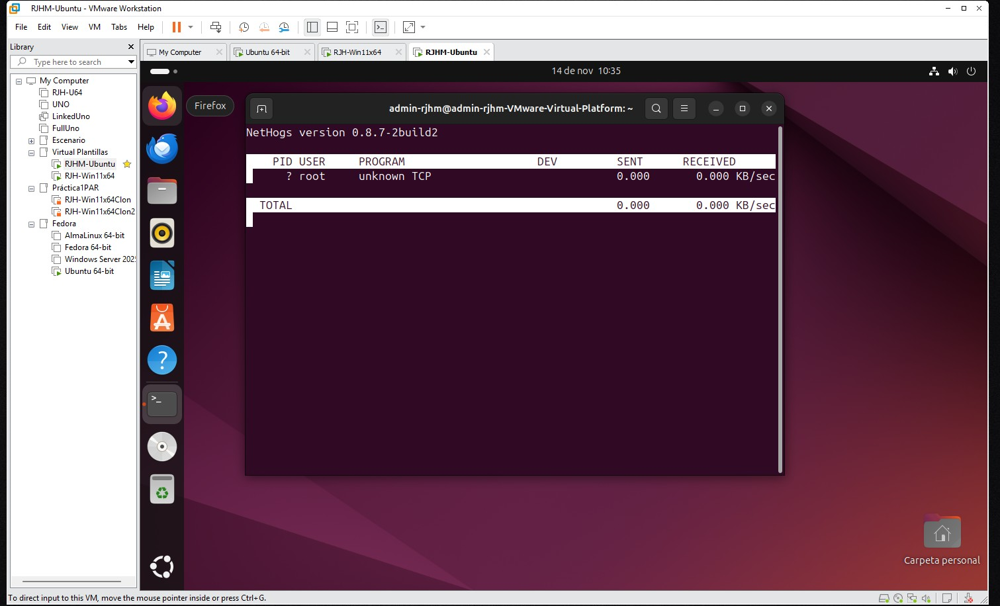 RJHM-Ubuntu - VMware Workstation
File Edit View VM Tabs Help
Library
Type here to search
My Computer
RJH-U64
UNO
LinkedUno
FullUno
Escenario
Virtual Plantillas
RJHM-Ubuntu
RJH-Win11x64
Práctica1PAR
RJH-Win11x64Clon
RJH-Win11x64Clon2
Fedora
AlmaLinux 64-bit
Fedora 64-bit
Windows Server 202
Ubuntu 64-bit
My Computer Ubuntu 64-bit RJH-Win11x64 RJHM-Ubuntu
14 de nov 10:35
Firefox
admin-rjhm@admin-rjhm-VMware-Virtual-Platform: ~
NetHogs version 0.8.7-2build2
PID USER PROGRAM DEV SENT RECEIVED
? root unknown TCP 0.000 0.000 KB/sec
TOTAL 0.000 0.000 KB/sec
Carpeta personal
To direct input to this VM, move the mouse pointer inside or press Ctrl+G.